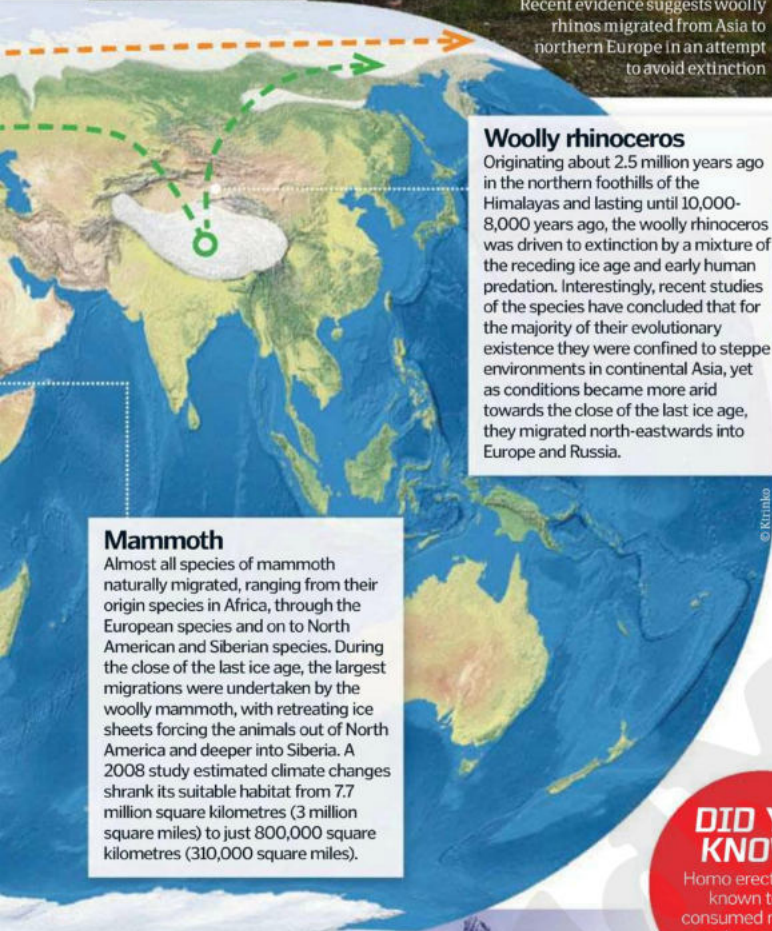 Recent evidence suggests woolly
rhinos migrated from Asia to
northern Europe in an attempt
to avoid extinction
Woolly rhinoceros
Originating about 2.5 million years ago
in the northern foothills of the
Himalayas and lasting until 10,000-
8,000 years ago, the woolly rhinoceros
was driven to extinction by a mixture of
the receding ice age and early human
predation. Interestingly, recent studies
of the species have concluded that for
the majority of their evolutionary
existence they were confined to steppe
environments in continental Asia, yet
as conditions became more arid
towards the close of the last ice age,
they migrated north-eastwards into
Europe and Russia.
© Kirinko
Mammoth
Almost all species of mammoth
naturally migrated, ranging from their
origin species in Africa, through the
European species and on to North
American and Siberian species. During
the close of the last ice age, the largest
migrations were undertaken by the
woolly mammoth, with retreating ice
sheets forcing the animals out of North
America and deeper into Siberia. A
2008 study estimated climate changes
shrank its suitable habitat from 7.7
million square kilometres (3 million
square miles) to just 800,000 square
kilometres (310,000 square miles).
DID
KNO
Homo erect
known t
consumed